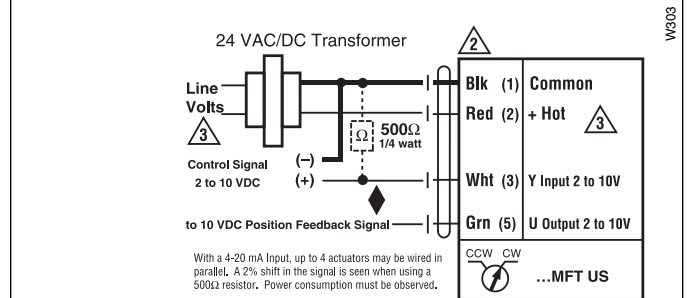 W303
24 VAC/DC Transformer
2
Line
Volts
3
Blk (1) Common
Red (2) + Hot
3
Ω
500Ω
1/4 watt
Control Signal (–)
2 to 10 VDC (+)
Wht (3) Y Input 2 to 10V
to 10 VDC Position Feedback Signal
Grn (5) U Output 2 to 10V
With a 4-20 mA Input, up to 4 actuators may be wired in
parallel. A 2% shift in the signal is seen when using a
500Ω resistor. Power consumption must be observed.
CCW CW
...MFT US